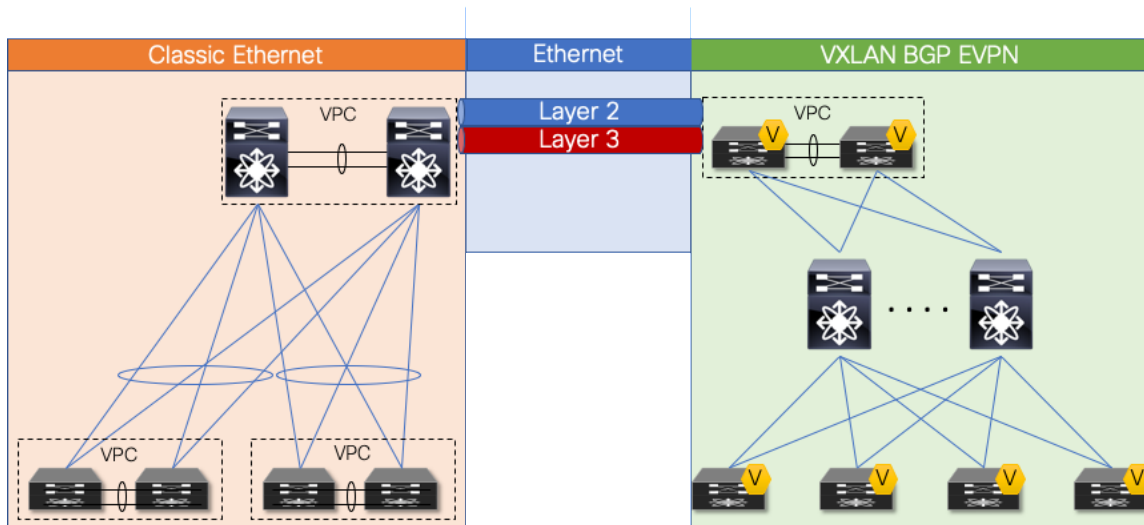 Classic Ethernet
Ethernet
VXLAN BGP EVPN
VPC
Layer 2
Layer 3
VPC
V
V
VPC
VPC
V
V
V
V